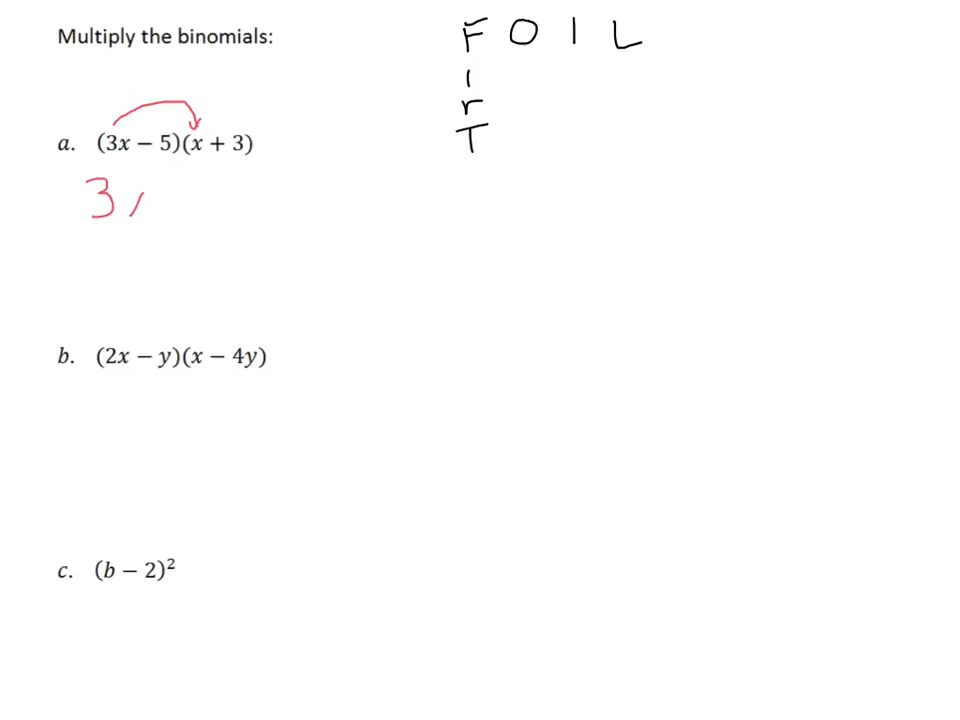 Multiply the binomials:
F O I L
i
r
T
a. (3x − 5)(x + 3)
3
b. (2x − y)(x − 4y)
c. (b − 2)²